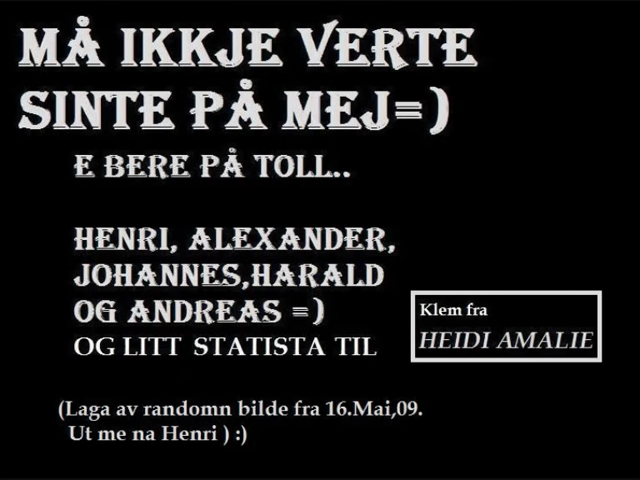 MÅ IKKJE VERTE
SINTE PÅ MEJ=)
E BERE PÅ TOLL..
HENRI, ALEXANDER,
JOHANNES,HARALD
OG ANDREAS =)
OG LITT STATISTA TIL
Klem fra
HEIDI AMALIE
(Laga av randomn bilde fra 16.Mai,09.
Ut me na Henri ) :)